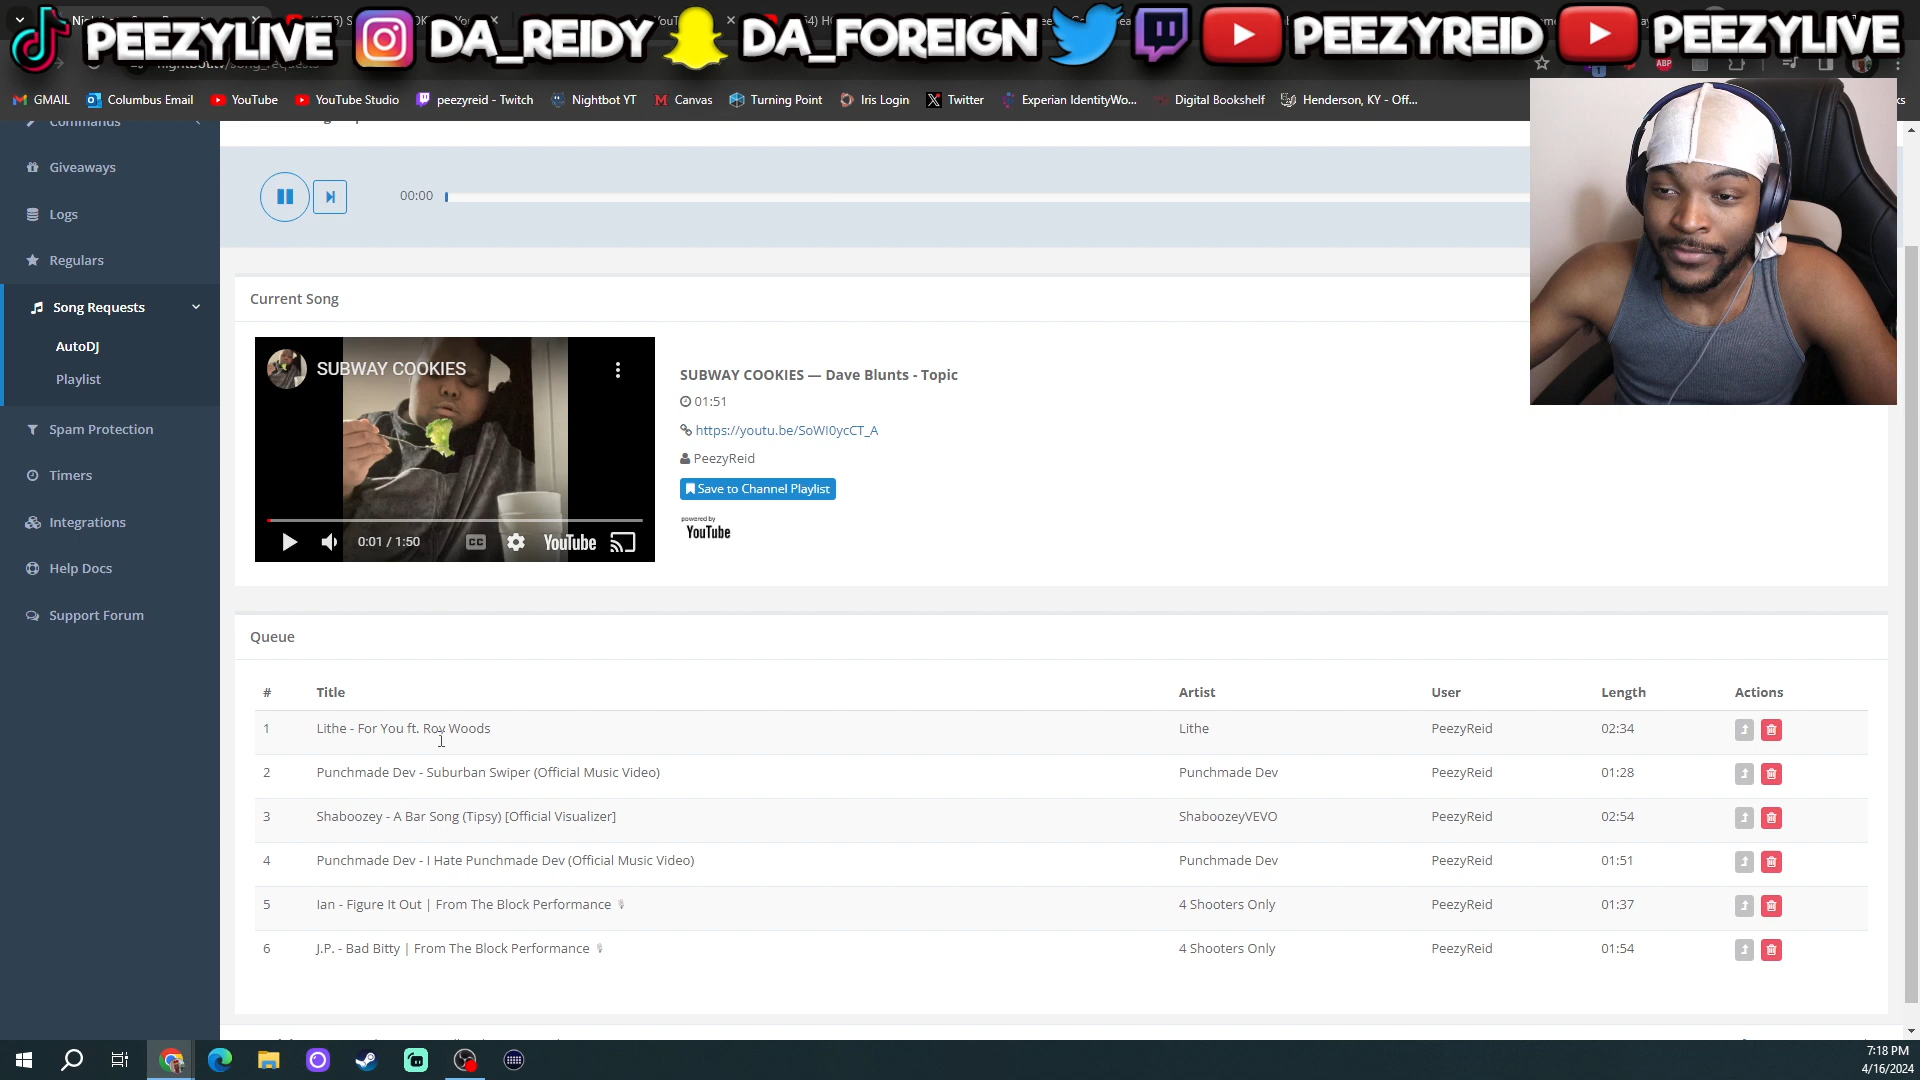 PEEZYLIVE DA_REIDY DA_FOREIGN PEEZYREID PEEZYLIVE
GMAIL Columbus Email YouTube YouTube Studio peezyreid - Twitch Nightbot YT Canvas Turning Point Iris Login Twitter Experian IdentityWo... Digital Bookshelf Henderson, KY - Off...
Commands
Giveaways
Logs
Regulars
Song Requests
AutoDJ
Playlist
Spam Protection
Timers
Integrations
Help Docs
Support Forum
00:00
Current Song
SUBWAY COOKIES
0:01 / 1:50 CC YouTube
SUBWAY COOKIES — Dave Blunts - Topic
01:51
https://youtu.be/SoWI0ycCT_A
PeezyReid
Save to Channel Playlist
powered by
YouTube
Queue
# Title Artist User Length Actions
1 Lithe - For You ft. Roy Woods Lithe PeezyReid 02:34
2 Punchmade Dev - Suburban Swiper (Official Music Video) Punchmade Dev PeezyReid 01:28
3 Shaboozey - A Bar Song (Tipsy) [Official Visualizer] ShaboozeyVEVO PeezyReid 02:54
4 Punchmade Dev - I Hate Punchmade Dev (Official Music Video) Punchmade Dev PeezyReid 01:51
5 Ian - Figure It Out | From The Block Performance 🎙 4 Shooters Only PeezyReid 01:37
6 J.P. - Bad Bitty | From The Block Performance 🎙 4 Shooters Only PeezyReid 01:54
7:18 PM
4/16/2024